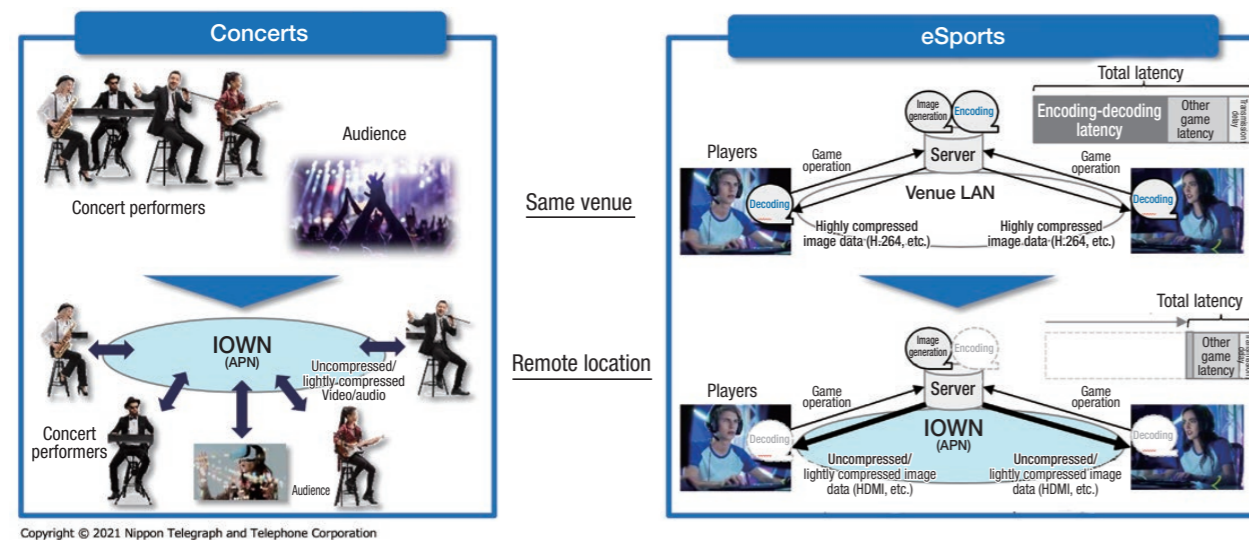 Concerts
Concert performers
Audience
IOWN
(APN)
Uncompressed/
lightly-compressed
Video/audio
Concert
performers
Audience
Same venue
Remote location
eSports
Total latency
Encoding-decoding
latency
Other
game
latency
Transmission
delay
Image
generation
Encoding
Server
Players
Game
operation
Game
operation
Decoding
Decoding
Venue LAN
Highly compressed
image data (H.264, etc.)
Highly compressed
image data (H.264, etc.)
Total latency
Other
game
latency
Transmission
delay
Image
generation
Encoding
Server
Players
Game
operation
Game
operation
Decoding
Decoding
IOWN
(APN)
Uncompressed/
lightly compressed image
data (HDMI, etc.)
Uncompressed/
lightly compressed image
data (HDMI, etc.)
Copyright © 2021 Nippon Telegraph and Telephone Corporation